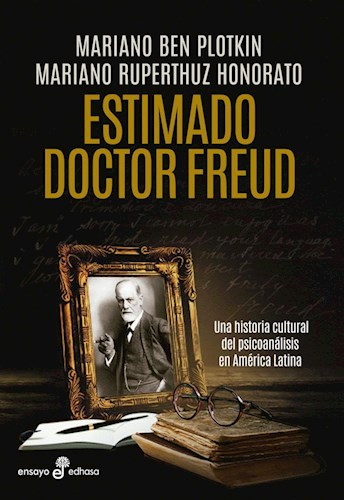 MARIANO BEN PLOTKIN
MARIANO RUPERTHUZ HONORATO
ESTIMADO
DOCTOR FREUD
Una historia cultural
del psicoanálisis
en América Latina
ensayo edhasa